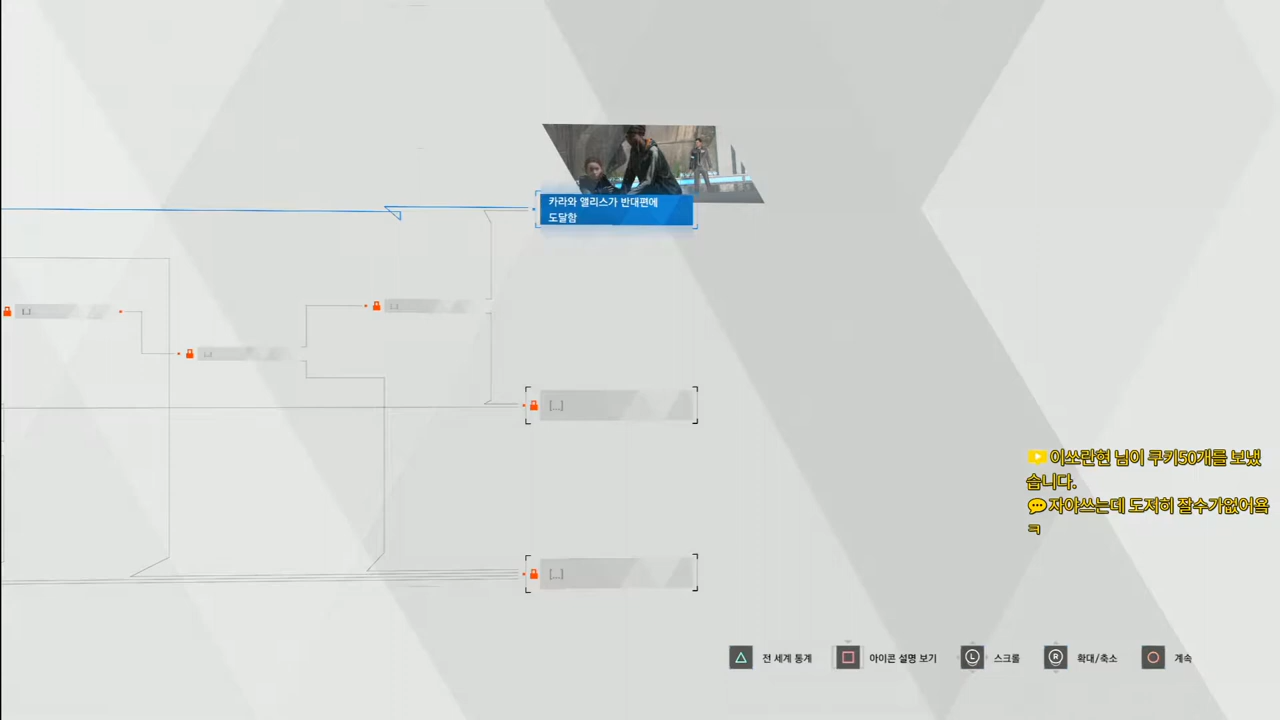 카라와 앨리스가 반대편에
도달함
[...]
[...]
[...]
[...]
[...]
이쏘란현 님이 쿠키50개를 보냈
습니다.
자야쓰는데 도저히 잘수가없어욬
ㅋ
전 세계 통계
아이콘 설명 보기
L
스크롤
R
확대/축소
계속